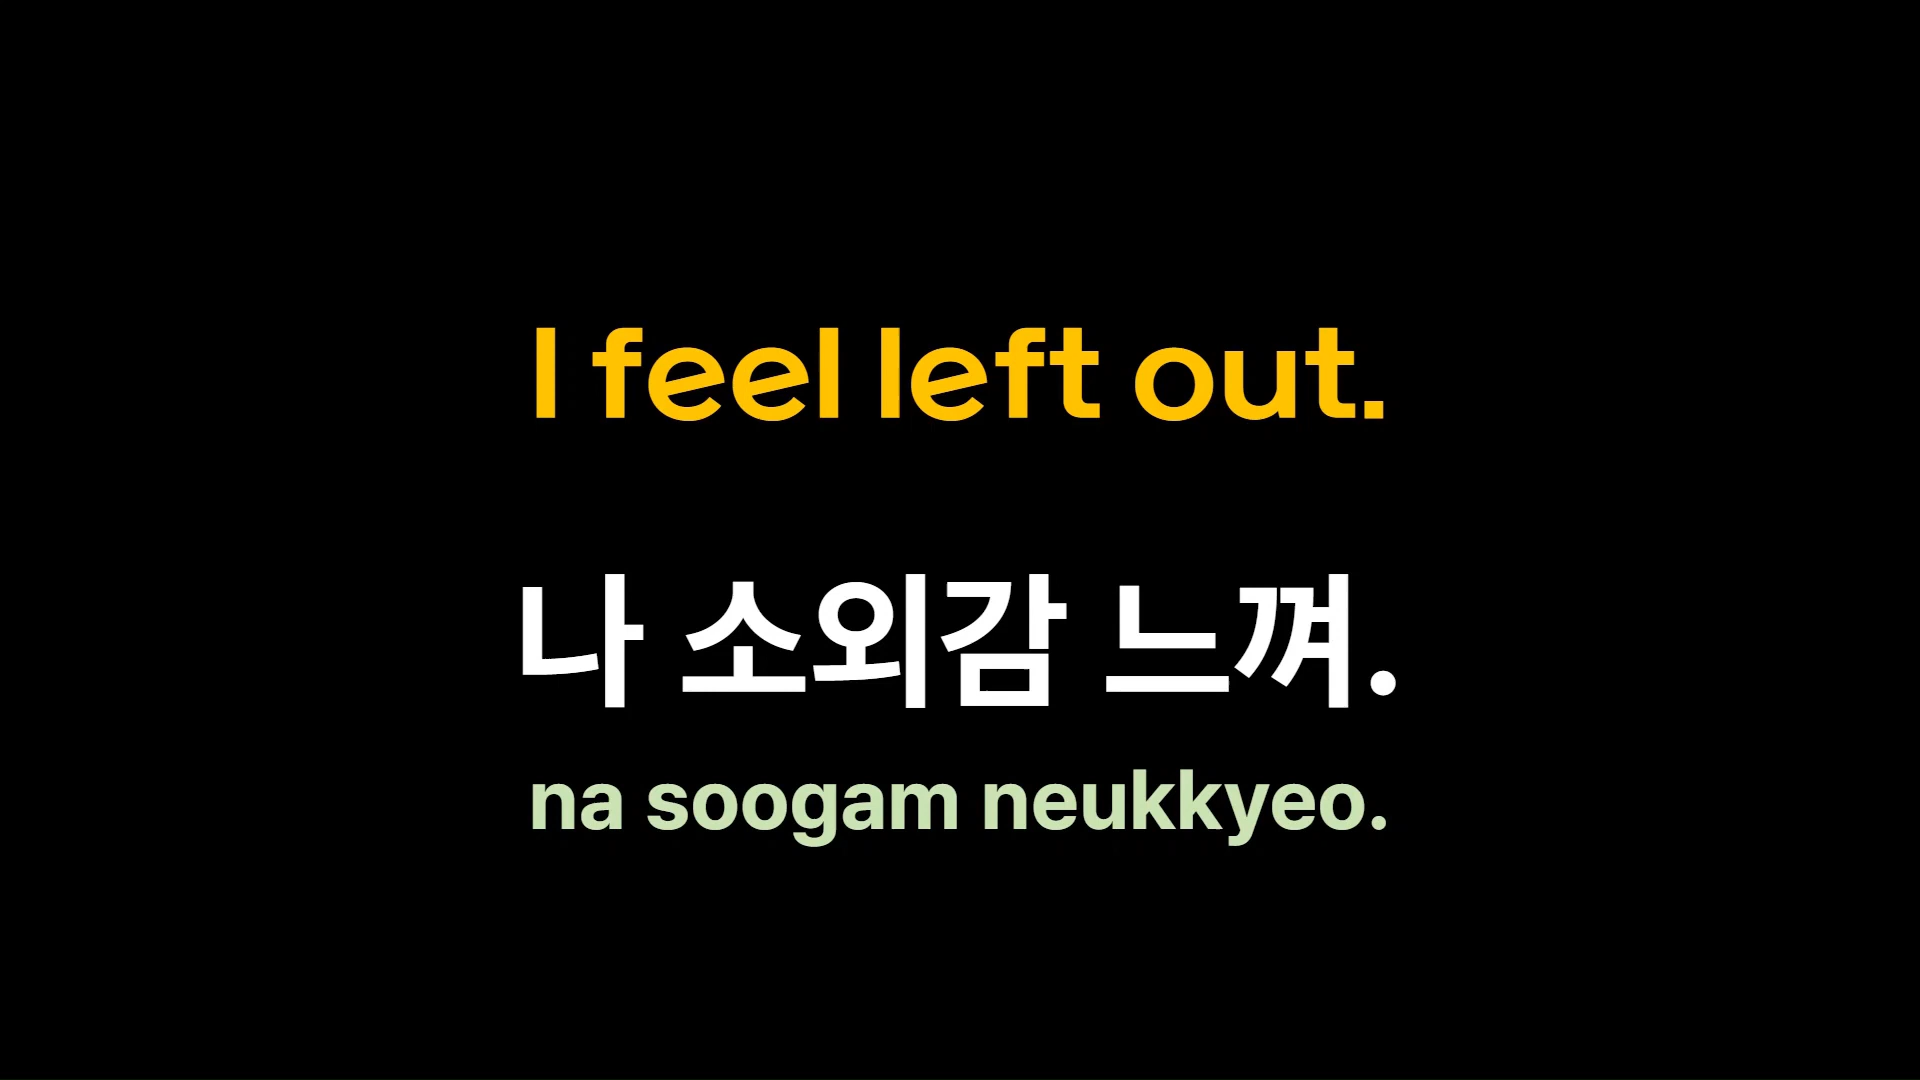 I feel left out.
나 소외감 느껴.
na soogam neukkyeo.